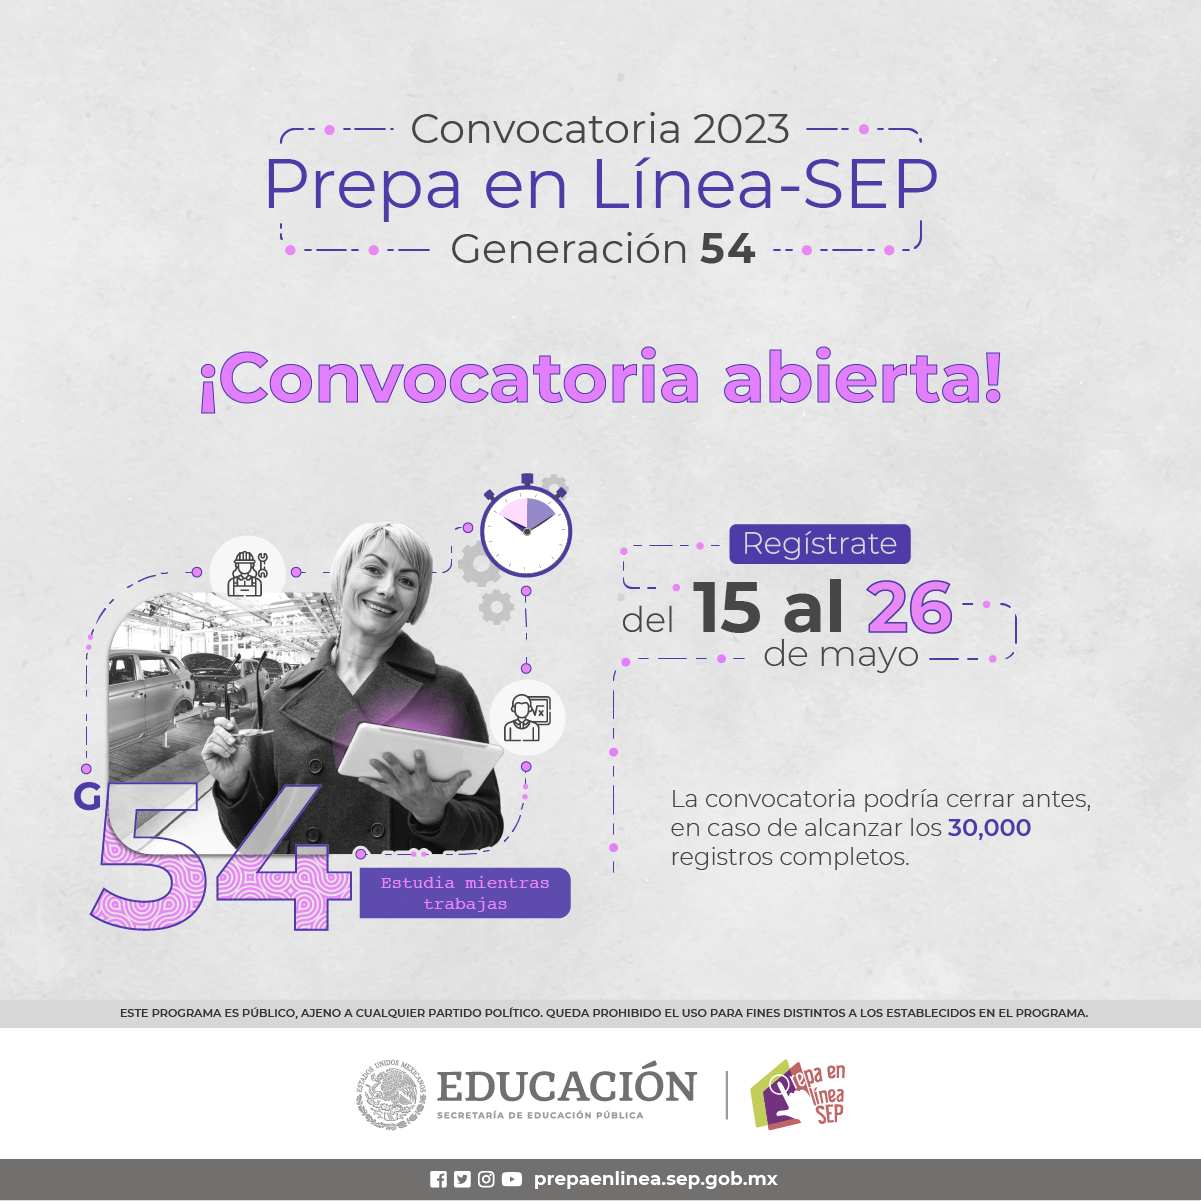 Convocatoria 2023
Prepa en Línea-SEP
Generación 54
¡Convocatoria abierta!
Regístrate
del 15 al 26
de mayo
√x
G
54
Estudia mientras
trabajas
La convocatoria podría cerrar antes,
en caso de alcanzar los 30,000
registros completos.
ESTE PROGRAMA ES PÚBLICO, AJENO A CUALQUIER PARTIDO POLÍTICO. QUEDA PROHIBIDO EL USO PARA FINES DISTINTOS A LOS ESTABLECIDOS EN EL PROGRAMA.
ESTADOS UNIDOS MEXICANOS
EDUCACIÓN
SECRETARÍA DE EDUCACIÓN PÚBLICA
Prepa en
línea
SEP
prepaenlinea.sep.gob.mx